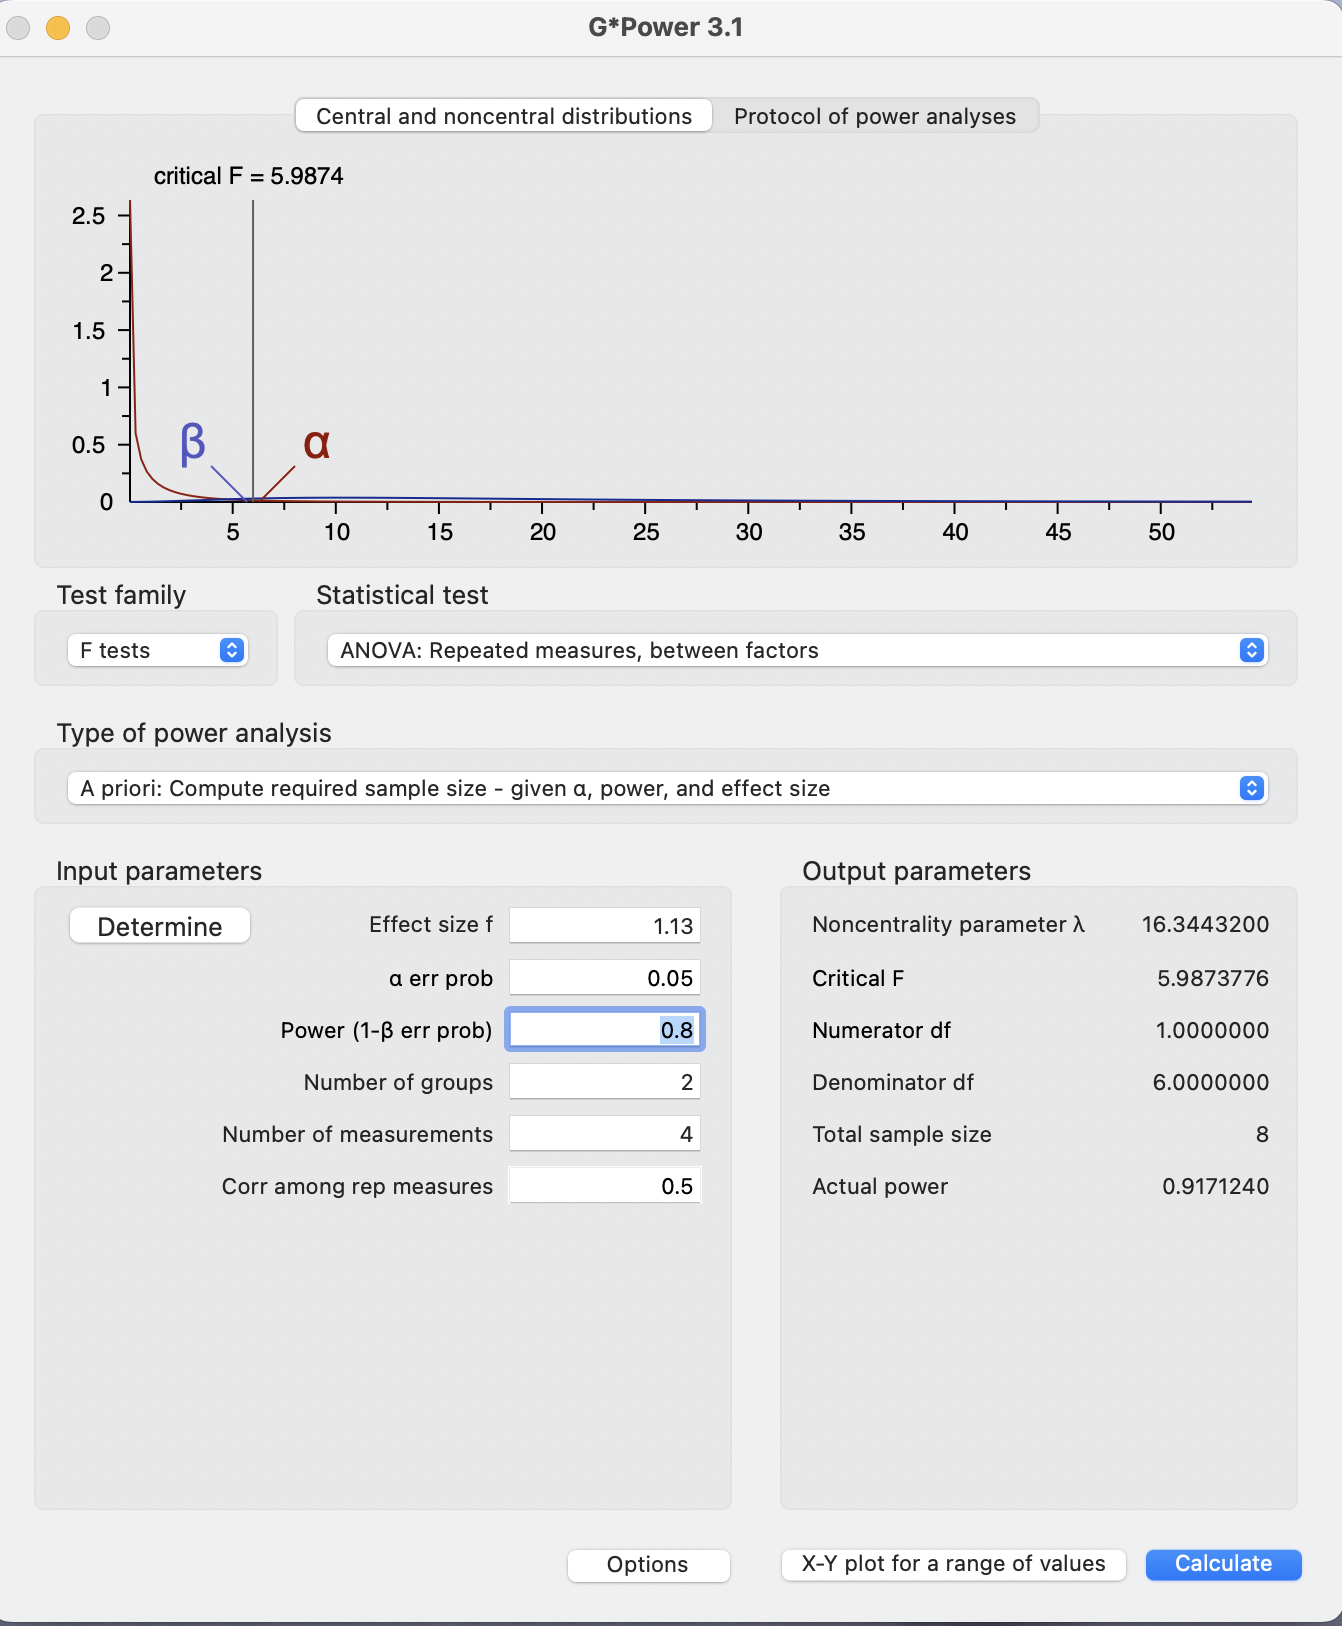 G*Power 3.1
Central and noncentral distributions Protocol of power analyses
critical F = 5.9874
2.5
2
1.5
1
0.5
0
β α
5 10 15 20 25 30 35 40 45 50
Test family Statistical test
F tests ANOVA: Repeated measures, between factors
Type of power analysis
A priori: Compute required sample size - given α, power, and effect size
Input parameters Output parameters
Determine Effect size f 1.13 Noncentrality parameter λ 16.3443200
α err prob 0.05 Critical F 5.9873776
Power (1-β err prob) 0.8 Numerator df 1.0000000
Number of groups 2 Denominator df 6.0000000
Number of measurements 4 Total sample size 8
Corr among rep measures 0.5 Actual power 0.9171240
Options X-Y plot for a range of values Calculate